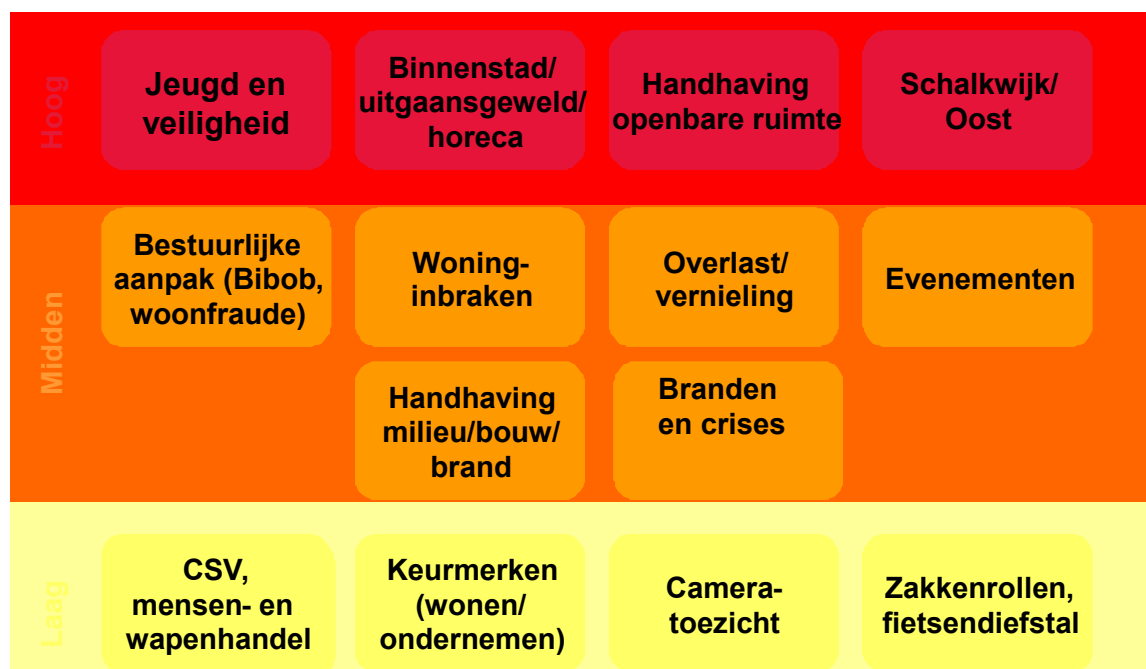 Hoog
Jeugd en
veiligheid
Binnenstad/
uitgaansgeweld/
horeca
Handhaving
openbare ruimte
Schalkwijk/
Oost
Midden
Bestuurlijke
aanpak (Bibob,
woonfraude)
Woning-
inbraken
Overlast/
vernieling
Evenementen
Handhaving
milieu/bouw/
brand
Branden
en crises
Laag
CSV,
mensen- en
wapenhandel
Keurmerken
(wonen/
ondernemen)
Camera-
toezicht
Zakkenrollen,
fietsendiefstal